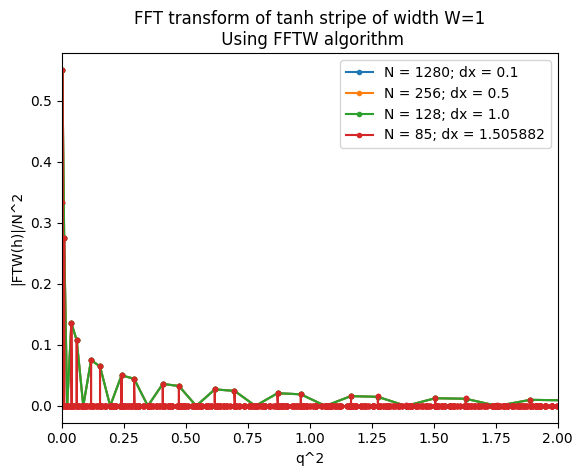 FFT transform of tanh stripe of width W=1
Using FFTW algorithm
N = 1280; dx = 0.1
N = 256; dx = 0.5
N = 128; dx = 1.0
N = 85; dx = 1.505882
|FTW(h)|/N^2
0.5
0.4
0.3
0.2
0.1
0.0
0.00 0.25 0.50 0.75 1.00 1.25 1.50 1.75 2.00
q^2